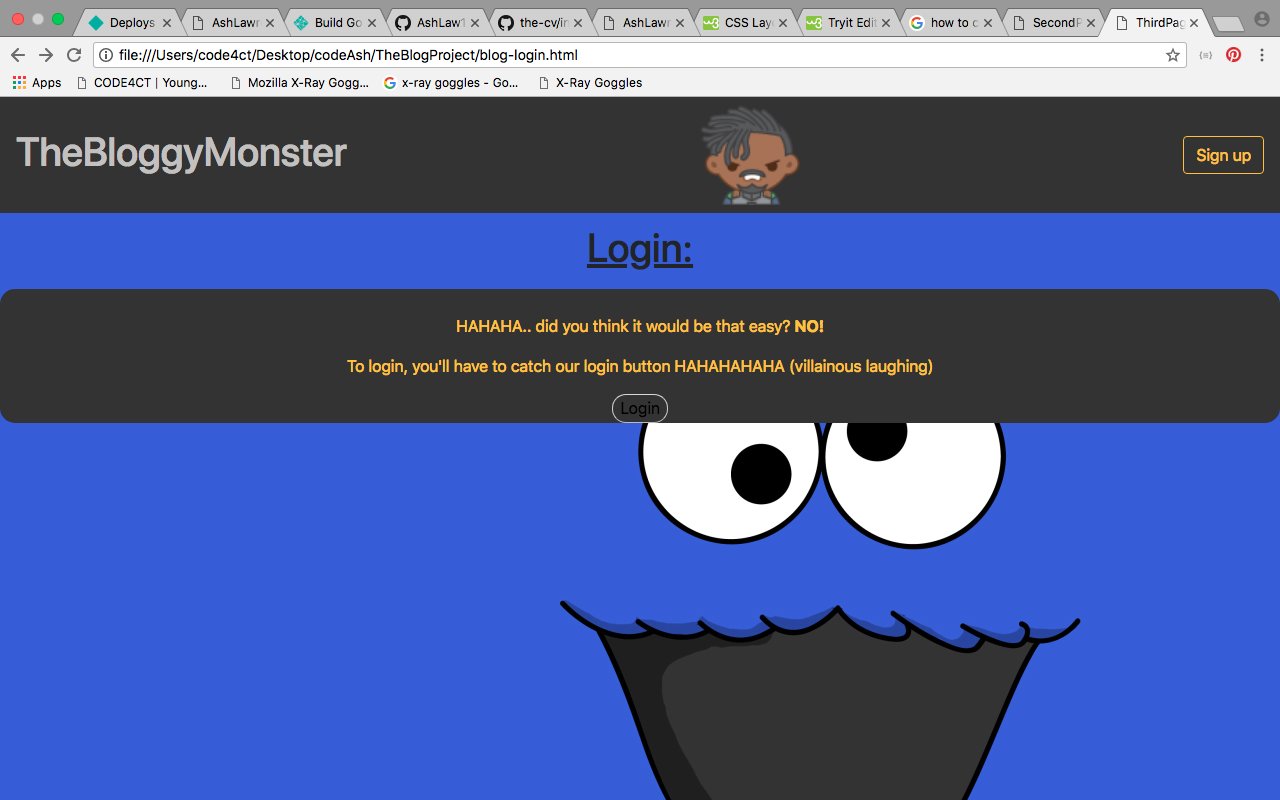 Deploys
AshLawr
Build Go
AshLaw1
the-cv/in
AshLawr
CSS Laye
Tryit Edit
how to c
SecondP
ThirdPag
file:///Users/code4ct/Desktop/codeAsh/TheBlogProject/blog-login.html
Apps
CODE4CT | Young...
Mozilla X-Ray Gogg...
x-ray goggles - Go...
X-Ray Goggles
TheBloggyMonster
Sign up
Login:
HAHAHA.. did you think it would be that easy? NO!
To login, you'll have to catch our login button HAHAHAHAHA (villainous laughing)
Login